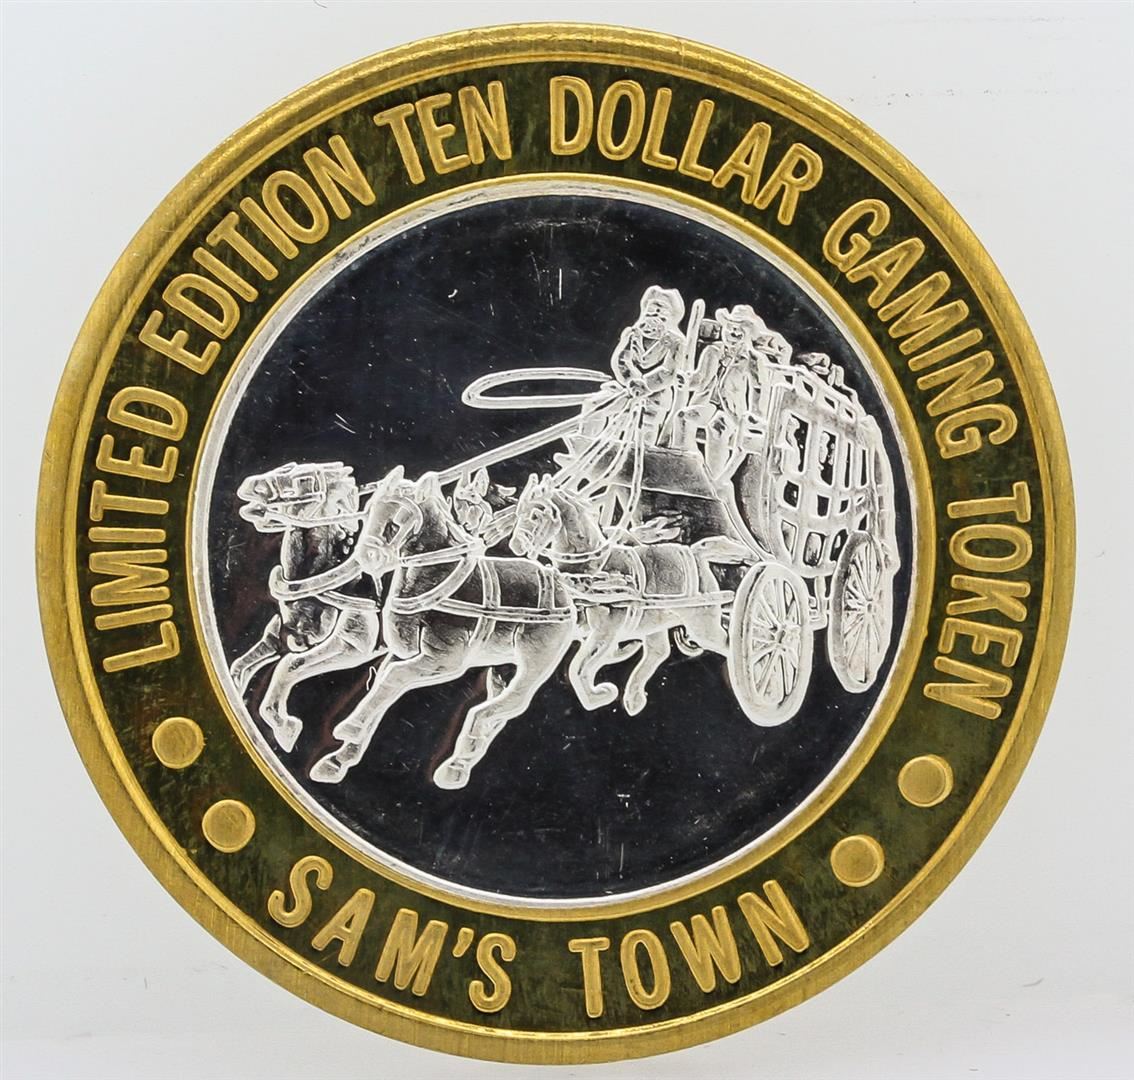 LIMITED EDITION TEN DOLLAR GAMING TOKEN
SAM'S TOWN